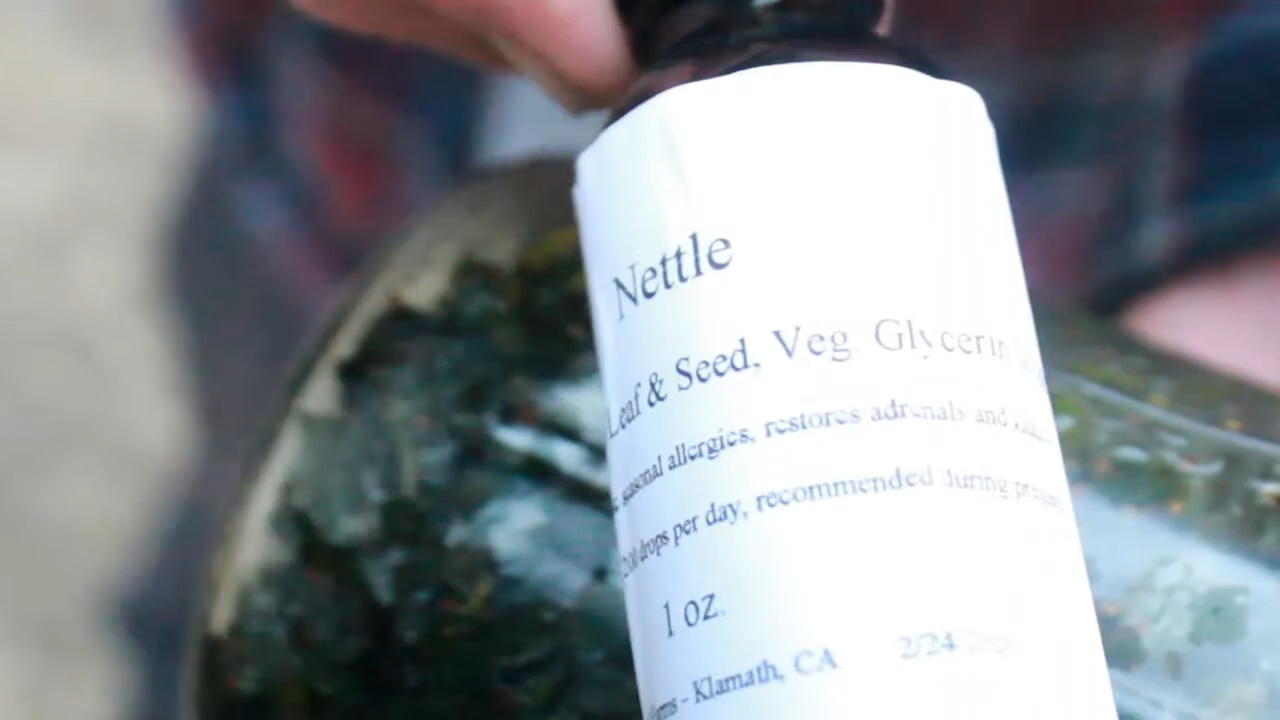 Nettle
Leaf & Seed, Veg. Glycerin
seasonal allergies, restores adrenals and
drops per day, recommended during
1 oz.
- Klamath, CA 2/24